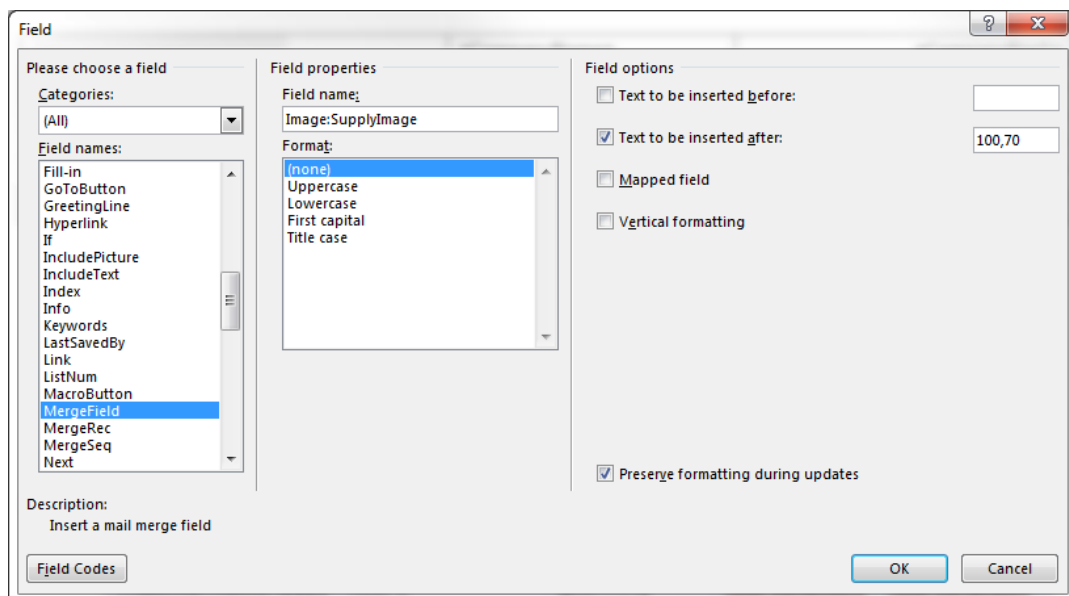 Field
Please choose a field
Categories:
(All)
Field names:
Fill-in
GoToButton
GreetingLine
Hyperlink
If
IncludePicture
IncludeText
Index
Info
Keywords
LastSavedBy
Link
ListNum
MacroButton
MergeField
MergeRec
MergeSeq
Next
Description:
Insert a mail merge field
Field Codes
Field properties
Field name:
Image:SupplyImage
Format:
(none)
Uppercase
Lowercase
First capital
Title case
Field options
Text to be inserted before:
Text to be inserted after:
100,70
Mapped field
Vertical formatting
Preserve formatting during updates
OK
Cancel